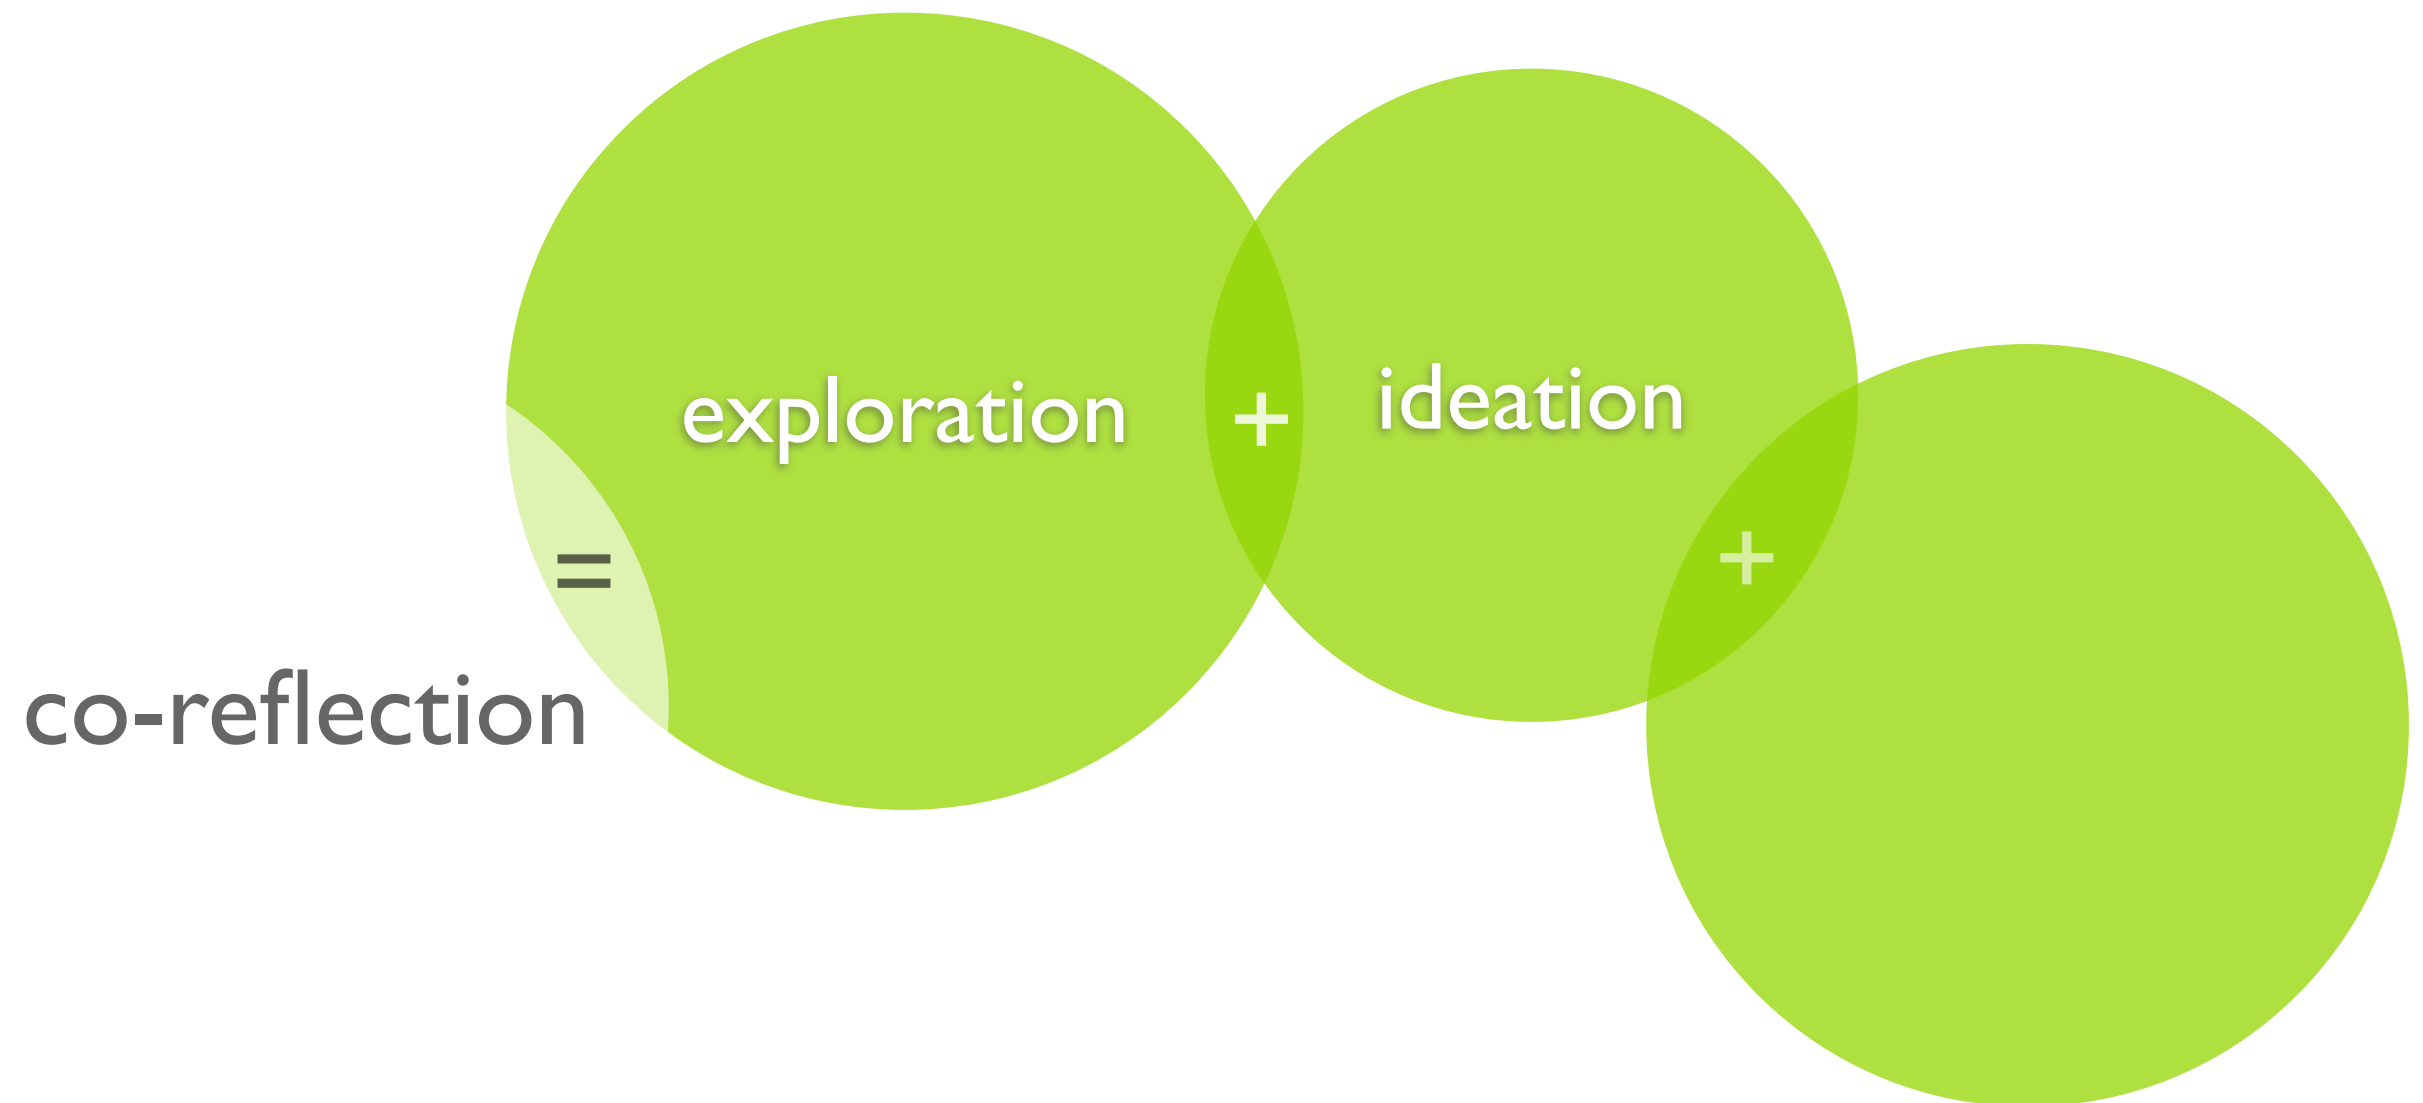 co-reflection
=
exploration
+
ideation
+